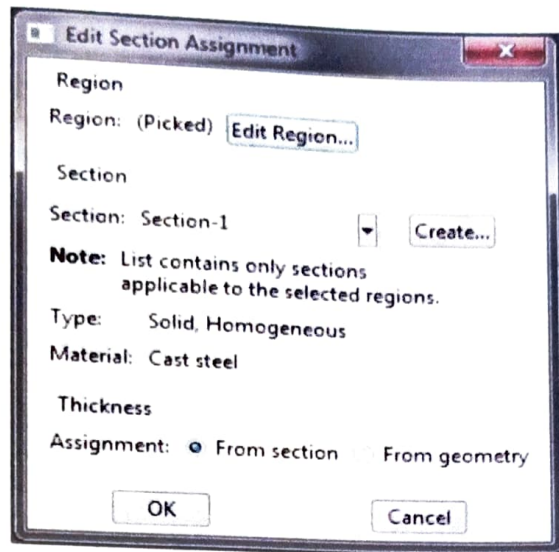 Edit Section Assignment
Region
Region: (Picked) Edit Region...
Section
Section: Section-1 Create...
Note: List contains only sections
applicable to the selected regions.
Type: Solid, Homogeneous
Material: Cast steel
Thickness
Assignment: From section From geometry
OK Cancel